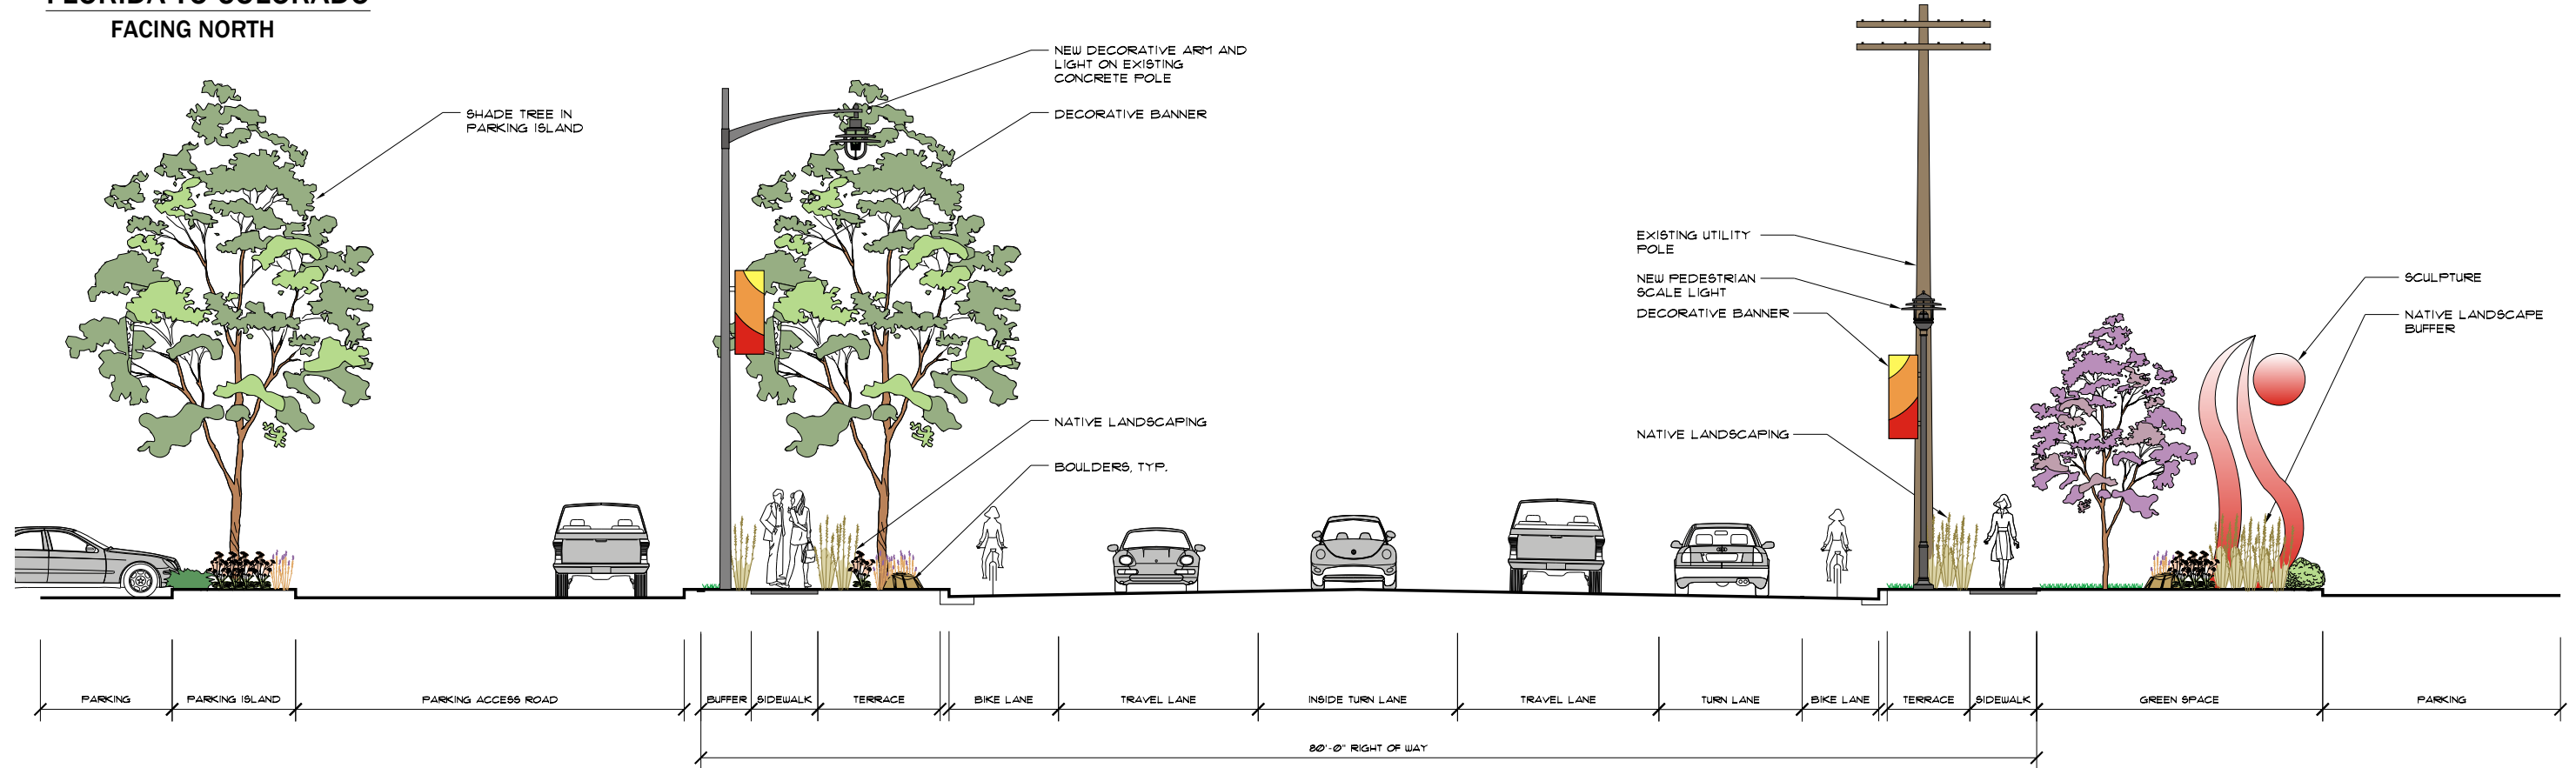 FLORIDA TO COLORADO
FACING NORTH
NEW DECORATIVE ARM AND
LIGHT ON EXISTING
CONCRETE POLE
SHADE TREE IN
PARKING ISLAND
DECORATIVE BANNER
EXISTING UTILITY
POLE
NEW PEDESTRIAN
SCALE LIGHT
DECORATIVE BANNER
SCULPTURE
NATIVE LANDSCAPE
BUFFER
NATIVE LANDSCAPING
NATIVE LANDSCAPING
BOULDERS, TYP.
PARKING
PARKING ISLAND
PARKING ACCESS ROAD
BUFFER
SIDEWALK
TERRACE
BIKE LANE
TRAVEL LANE
INSIDE TURN LANE
TRAVEL LANE
TURN LANE
BIKE LANE
TERRACE
SIDEWALK
GREEN SPACE
PARKING
80'-0" RIGHT OF WAY